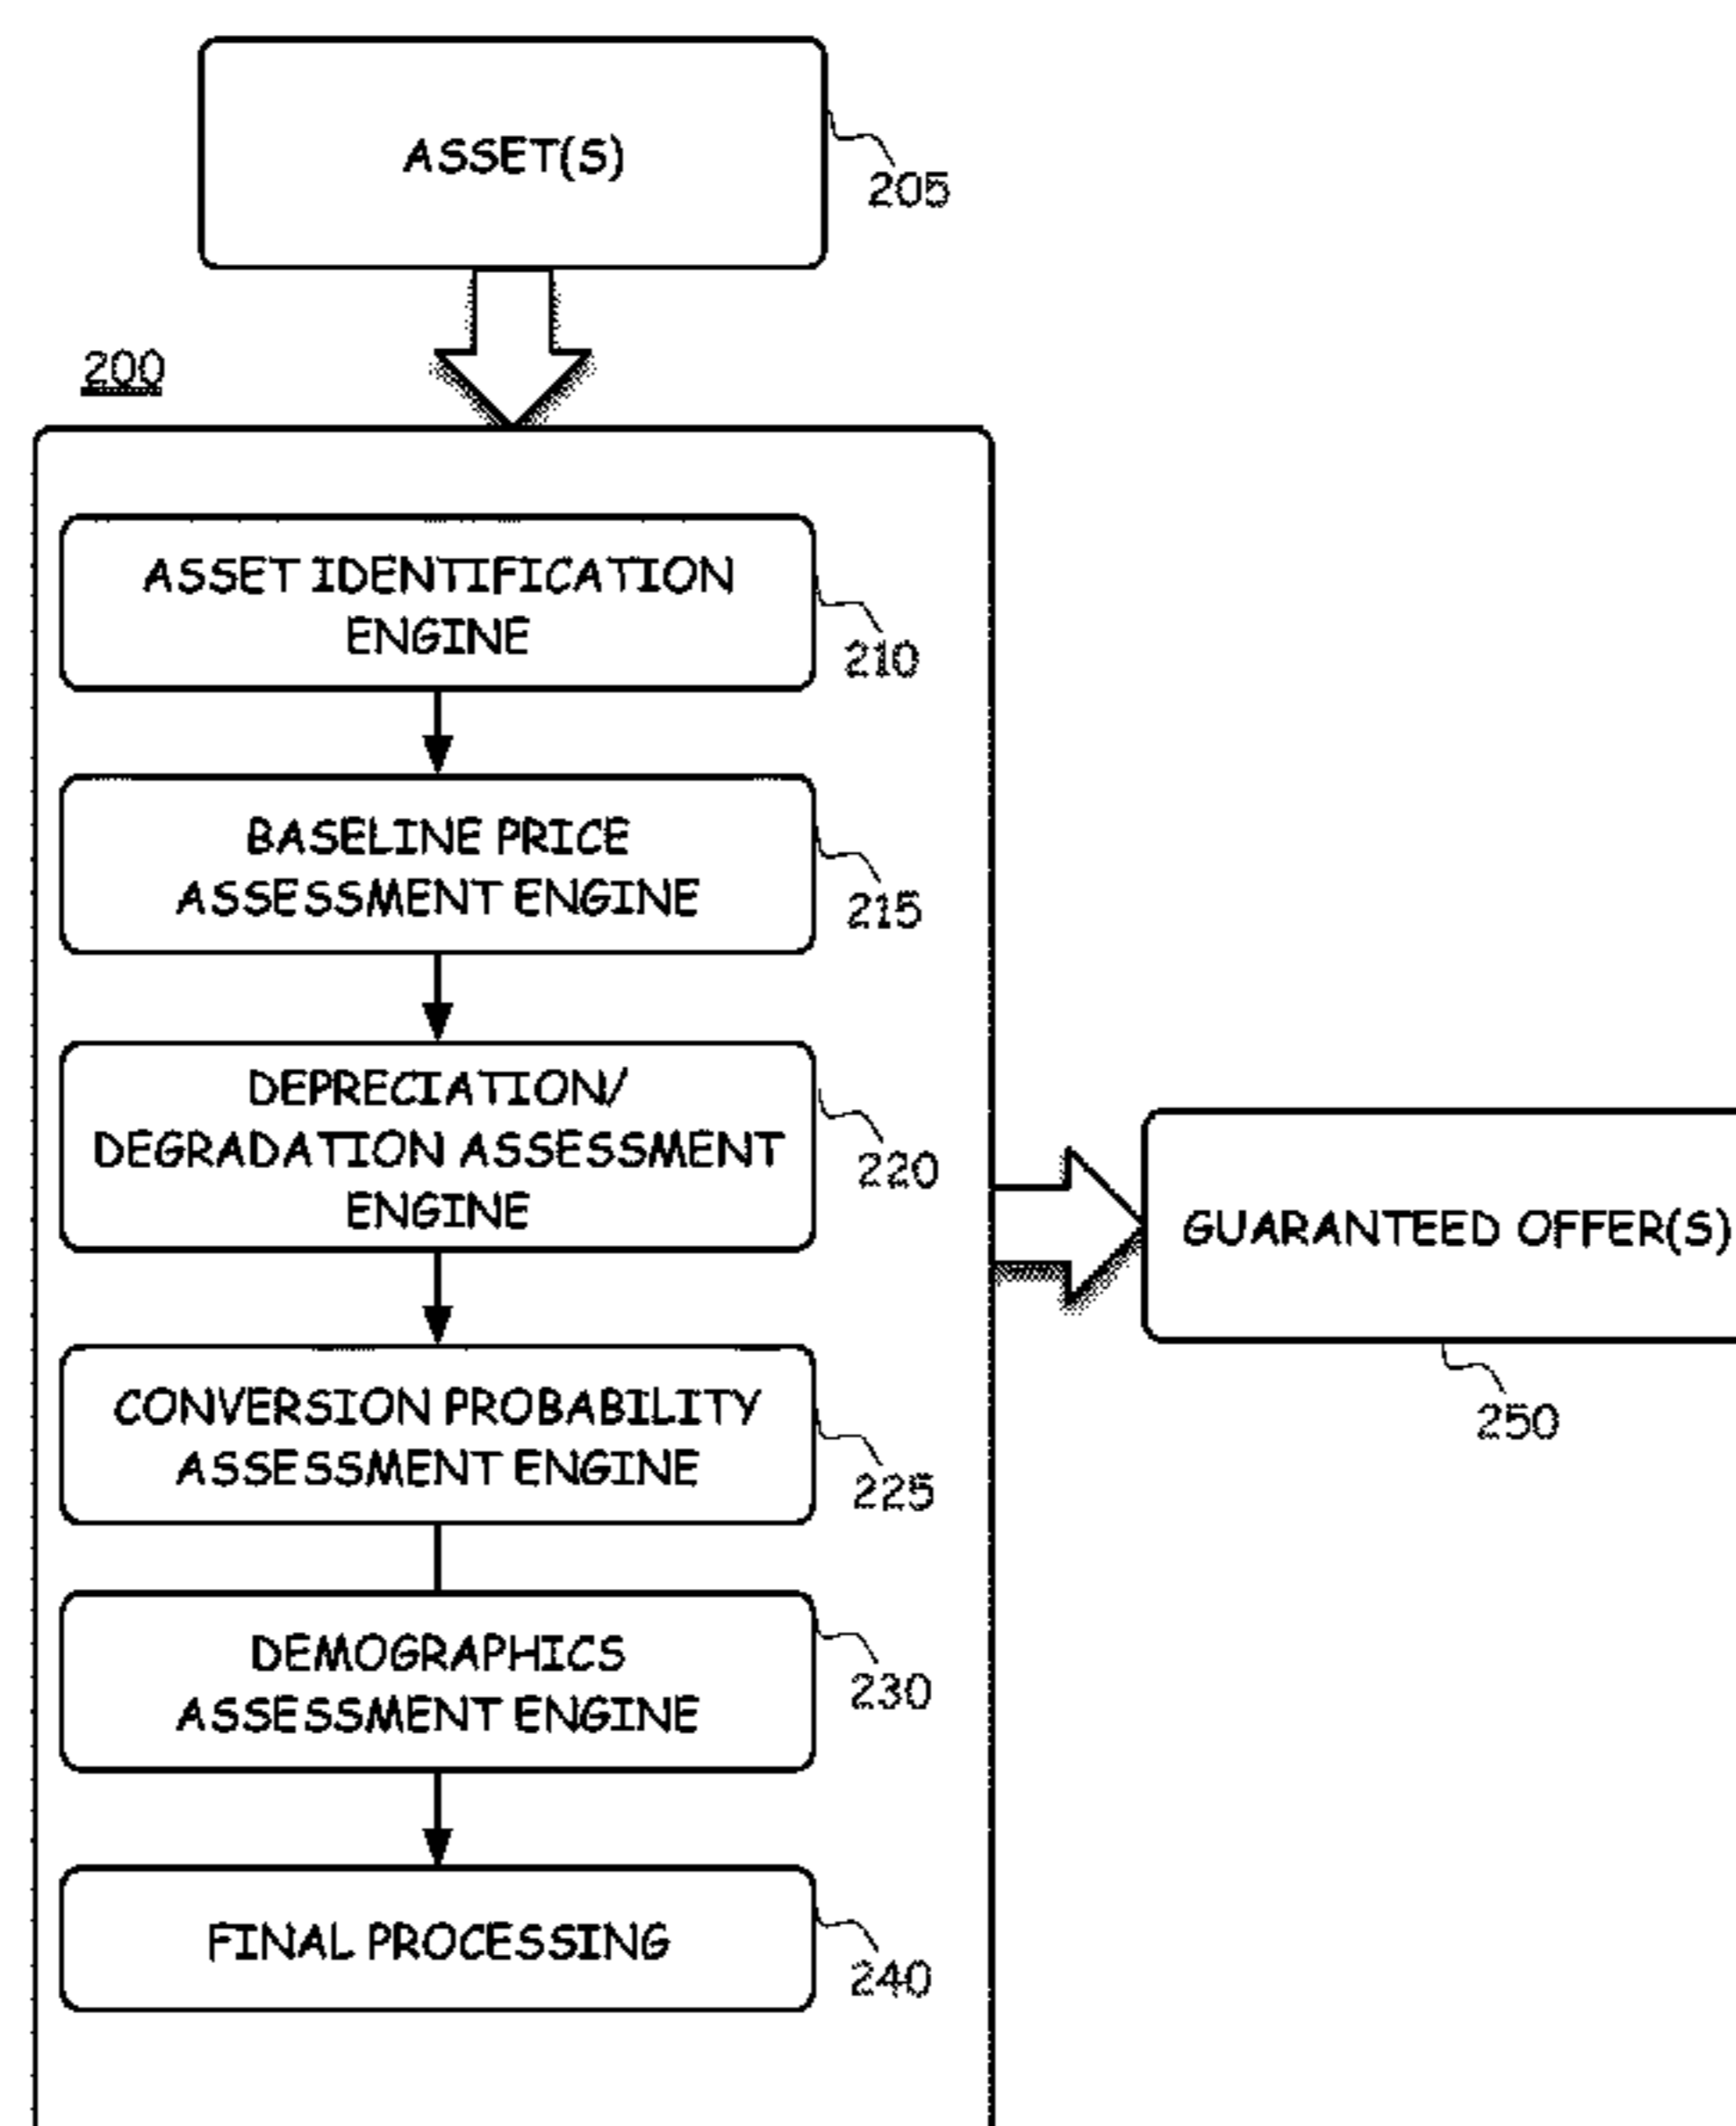 ASSET(S)
205
200
ASSET IDENTIFICATION
ENGINE
210
BASELINE PRICE
ASSESSMENT ENGINE
215
DEPRECIATION/
DEGRADATION ASSESSMENT
ENGINE
220
GUARANTEED OFFER(S)
250
CONVERSION PROBABILITY
ASSESSMENT ENGINE
225
DEMOGRAPHICS
ASSESSMENT ENGINE
230
FINAL PROCESSING
240